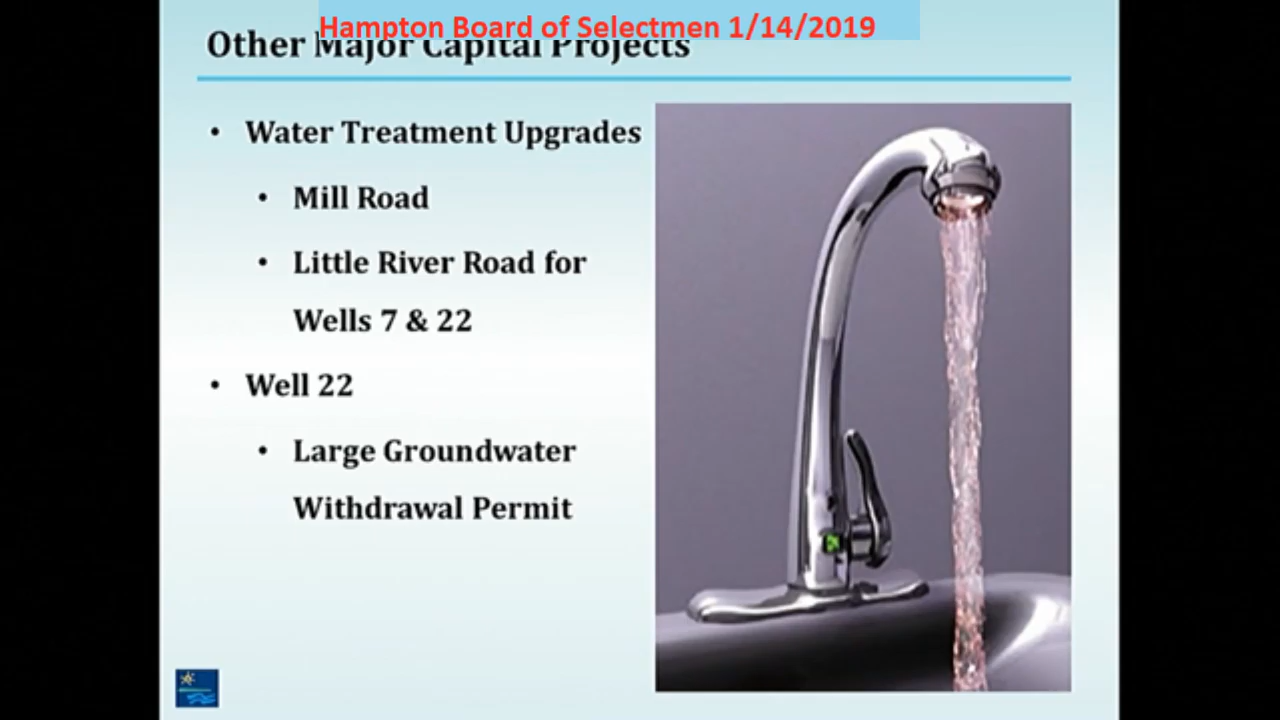 Hampton Board of Selectmen 1/14/2019
Other Major Capital Projects
• Water Treatment Upgrades
• Mill Road
• Little River Road for
Wells 7 & 22
• Well 22
• Large Groundwater
Withdrawal Permit